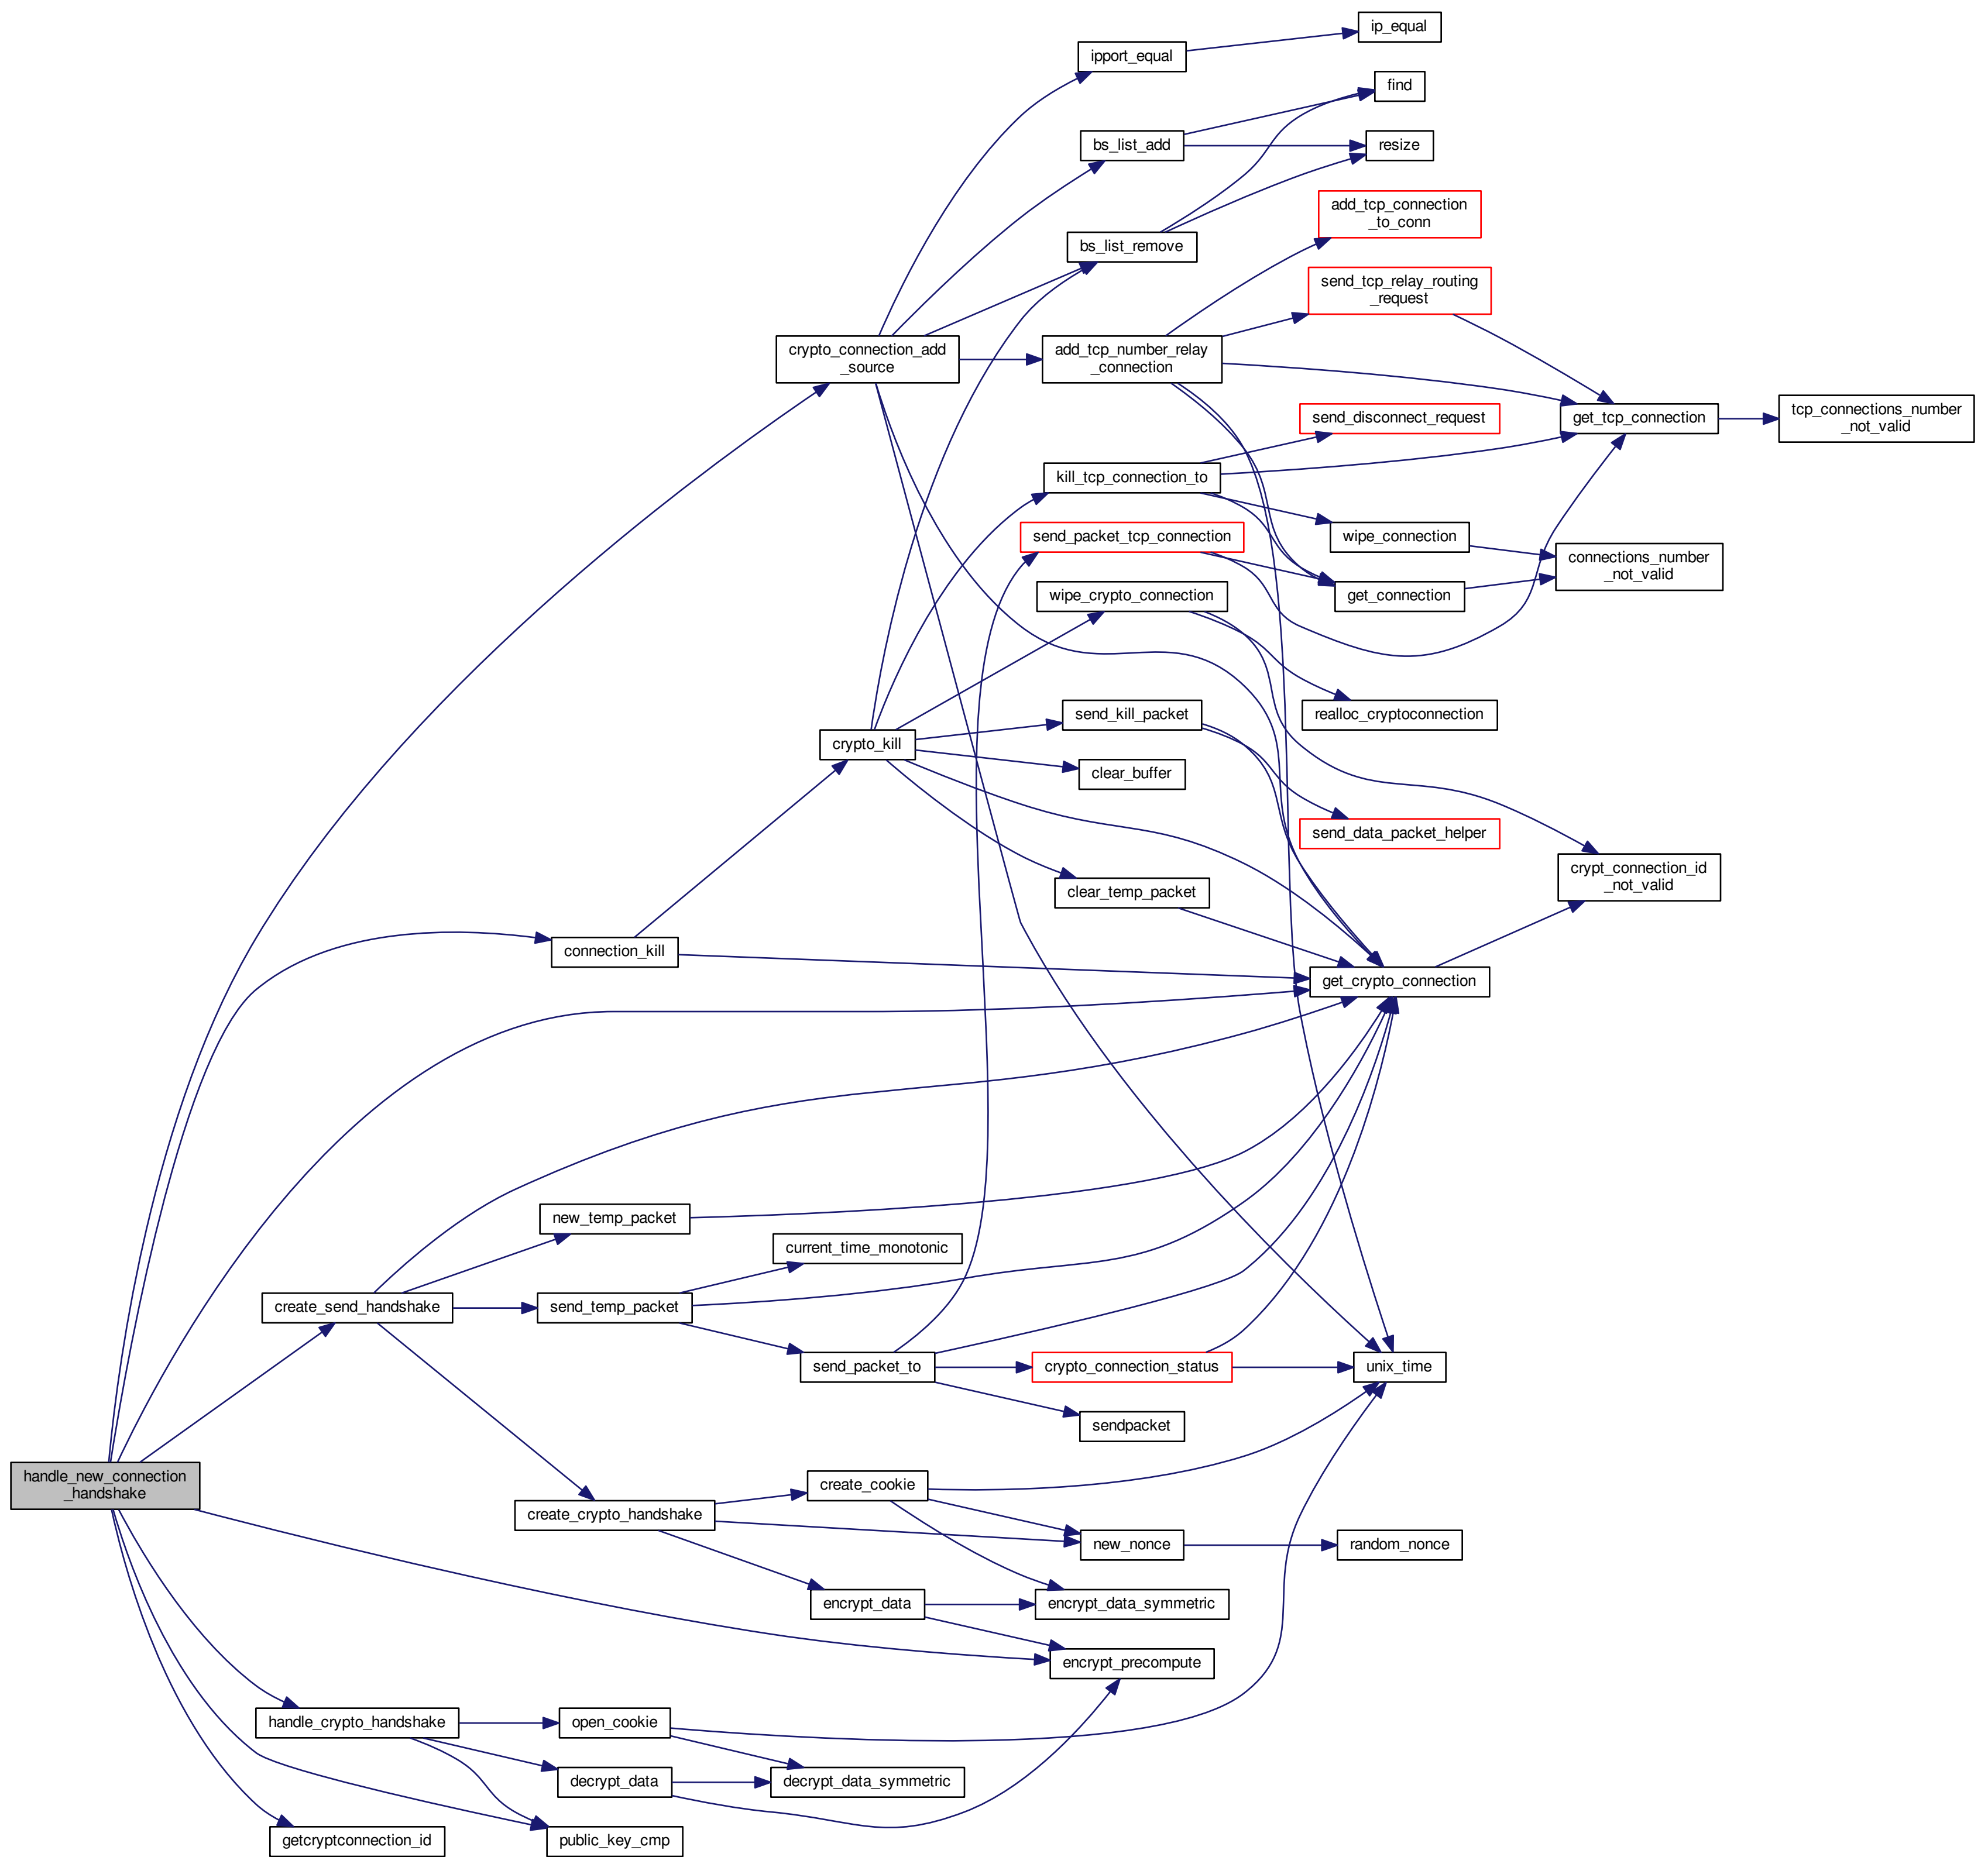 ip_equal
ipport_equal
find
bs_list_add
resize
add_tcp_connection
_to_conn
bs_list_remove
send_tcp_relay_routing
_request
crypto_connection_add
_source
add_tcp_number_relay
_connection
send_disconnect_request
get_tcp_connection
tcp_connections_number
_not_valid
kill_tcp_connection_to
send_packet_tcp_connection
wipe_connection
connections_number
_not_valid
wipe_crypto_connection
get_connection
send_kill_packet
realloc_cryptoconnection
crypto_kill
clear_buffer
send_data_packet_helper
crypt_connection_id
_not_valid
clear_temp_packet
connection_kill
get_crypto_connection
new_temp_packet
current_time_monotonic
create_send_handshake
send_temp_packet
send_packet_to
crypto_connection_status
unix_time
sendpacket
handle_new_connection
_handshake
create_cookie
create_crypto_handshake
new_nonce
random_nonce
encrypt_data
encrypt_data_symmetric
encrypt_precompute
handle_crypto_handshake
open_cookie
decrypt_data
decrypt_data_symmetric
getcryptconnection_id
public_key_cmp